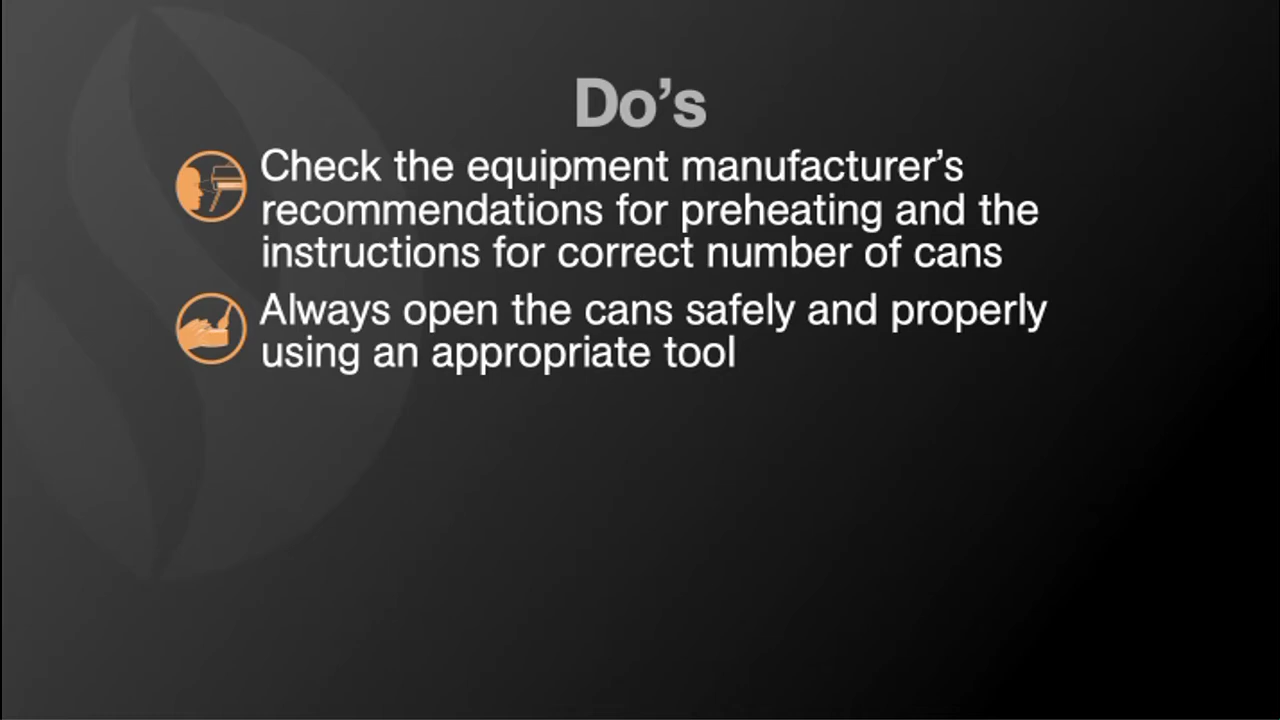 Do’s
Check the equipment manufacturer’s
recommendations for preheating and the
instructions for correct number of cans
Always open the cans safely and properly
using an appropriate tool